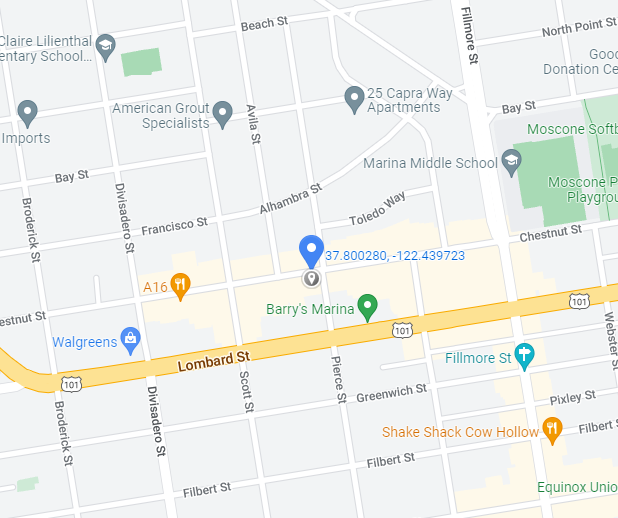 Beach St
Fillmore St
North Point St
Claire Lilienthal
entary School...
Good
Donation Ce
25 Capra Way
Apartments
American Grout
Specialists
Avila St
Bay St
Imports
Moscone Softb
Marina Middle School
Bay St
Divisadero St
Alhambra St
Moscone P
Playgrou
Broderick St
Francisco St
Toledo Way
Chestnut St
37.800280, -122.439723
A16
Barry's Marina
estnut St
101
Walgreens
101
Webster St
Lombard St
Fillmore St
101
Scott St
Pierce St
Greenwich St
Pixley St
Broderick St
Divisadero St
Shake Shack Cow Hollow
Filbert S
Filbert St
Filbert St
Equinox Unio